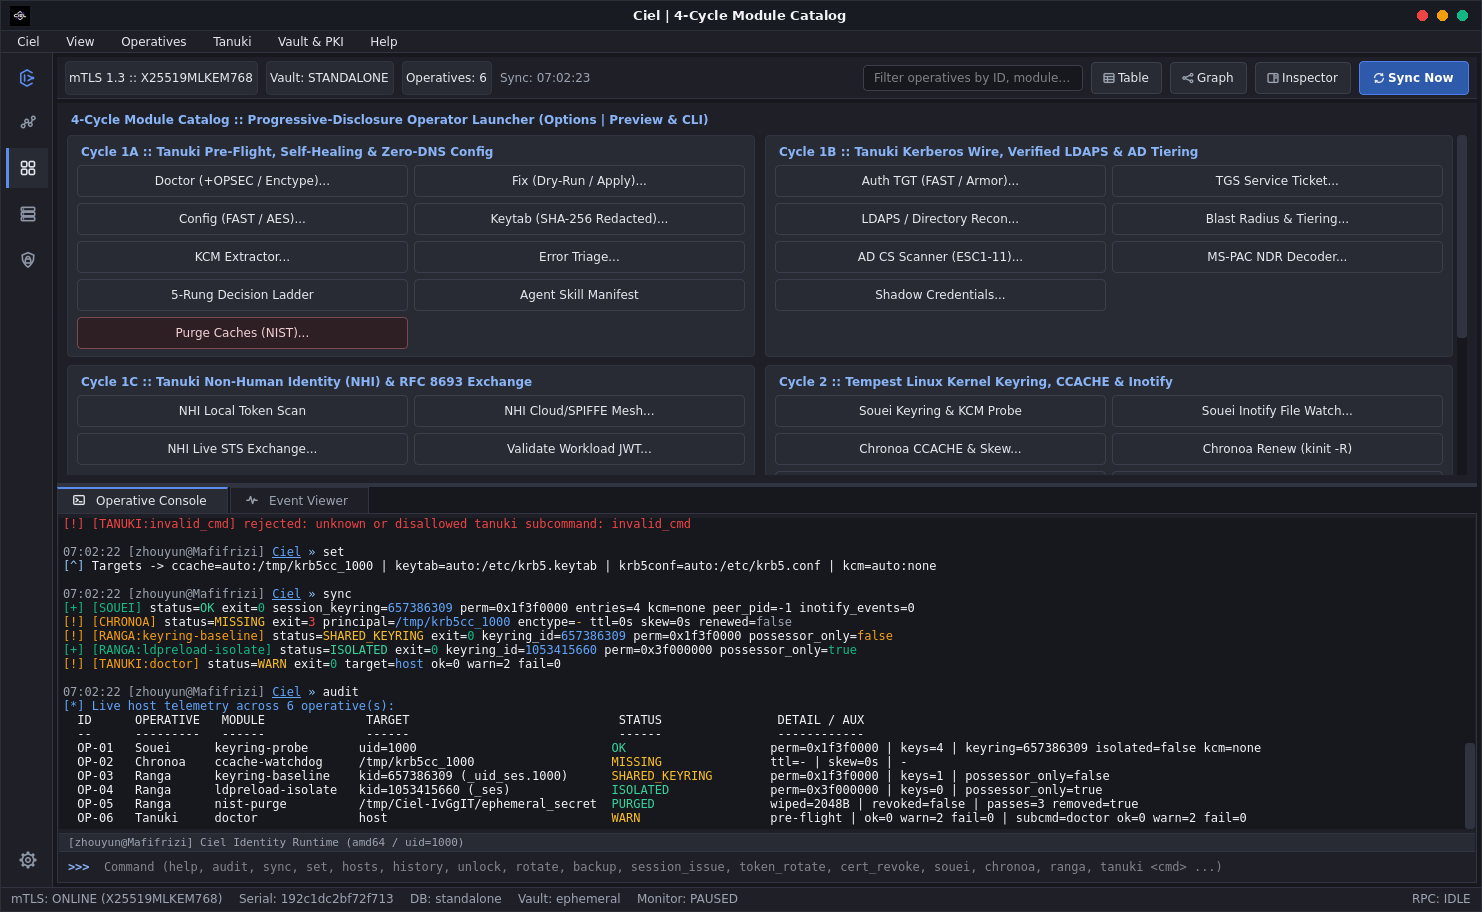 Ciel | 4-Cycle Module Catalog
Ciel View Operatives Tanuki Vault & PKI Help
mTLS 1.3 :: X25519MLKEM768 Vault: STANDALONE Operatives: 6 Sync: 07:02:23 Filter operatives by ID, module... Table Graph Inspector Sync Now
4-Cycle Module Catalog :: Progressive-Disclosure Operator Launcher (Options | Preview & CLI)
Cycle 1A :: Tanuki Pre-Flight, Self-Healing & Zero-DNS Config
Doctor (+OPSEC / Enctype)... Fix (Dry-Run / Apply)...
Config (FAST / AES)... Keytab (SHA-256 Redacted)...
KCM Extractor... Error Triage...
5-Rung Decision Ladder Agent Skill Manifest
Purge Caches (NIST)...
Cycle 1B :: Tanuki Kerberos Wire, Verified LDAPS & AD Tiering
Auth TGT (FAST / Armor)... TGS Service Ticket...
LDAPS / Directory Recon... Blast Radius & Tiering...
AD CS Scanner (ESC1-11)... MS-PAC NDR Decoder...
Shadow Credentials...
Cycle 1C :: Tanuki Non-Human Identity (NHI) & RFC 8693 Exchange
NHI Local Token Scan NHI Cloud/SPIFFE Mesh...
NHI Live STS Exchange... Validate Workload JWT...
Cycle 2 :: Tempest Linux Kernel Keyring, CCACHE & Inotify
Souei Keyring & KCM Probe Souei Inotify File Watch...
Chronoa CCACHE & Skew... Chronoa Renew (kinit -R)
Operative Console Event Viewer
[!] [TANUKI:invalid_cmd] rejected: unknown or disallowed tanuki subcommand: invalid_cmd
07:02:22 [zhouyun@Mafifrizi] Ciel » set
[^] Targets -> ccache=auto:/tmp/krb5cc_1000 | keytab=auto:/etc/krb5.keytab | krb5conf=auto:/etc/krb5.conf | kcm=auto:none
07:02:22 [zhouyun@Mafifrizi] Ciel » sync
[+] [SOUEI] status=OK exit=0 session_keyring=657386309 perm=0x1f3f0000 entries=4 kcm=none peer_pid=-1 inotify_events=0
[!] [CHRONOA] status=MISSING exit=3 principal=/tmp/krb5cc_1000 enctype=- ttl=0s skew=0s renewed=false
[!] [RANGA:keyring-baseline] status=SHARED_KEYRING exit=0 keyring_id=657386309 perm=0x1f3f0000 possessor_only=false
[+] [RANGA:ldpreload-isolate] status=ISOLATED exit=0 keyring_id=1053415660 perm=0x3f000000 possessor_only=true
[!] [TANUKI:doctor] status=WARN exit=0 target=host ok=0 warn=2 fail=0
07:02:22 [zhouyun@Mafifrizi] Ciel » audit
[*] Live host telemetry across 6 operative(s):
ID OPERATIVE MODULE TARGET STATUS DETAIL / AUX
-- --------- ------ ------ ------ ------------
OP-01 Souei keyring-probe uid=1000 OK perm=0x1f3f0000 | keys=4 | keyring=657386309 isolated=false kcm=none
OP-02 Chronoa ccache-watchdog /tmp/krb5cc_1000 MISSING ttl=- | skew=0s | -
OP-03 Ranga keyring-baseline kid=657386309 (_uid_ses.1000) SHARED_KEYRING perm=0x1f3f0000 | keys=1 | possessor_only=false
OP-04 Ranga ldpreload-isolate kid=1053415660 (_ses) ISOLATED perm=0x3f000000 | keys=0 | possessor_only=true
OP-05 Ranga nist-purge /tmp/Ciel-IvGgIT/ephemeral_secret PURGED wiped=2048B | revoked=false | passes=3 removed=true
OP-06 Tanuki doctor host WARN pre-flight | ok=0 warn=2 fail=0 | subcmd=doctor ok=0 warn=2 fail=0
[zhouyun@Mafifrizi] Ciel Identity Runtime (amd64 / uid=1000)
>>> Command (help, audit, sync, set, hosts, history, unlock, rotate, backup, session_issue, token_rotate, cert_revoke, souei, chronoa, ranga, tanuki <cmd> ...)
mTLS: ONLINE (X25519MLKEM768) Serial: 192c1dc2bf72f713 DB: standalone Vault: ephemeral Monitor: PAUSED RPC: IDLE